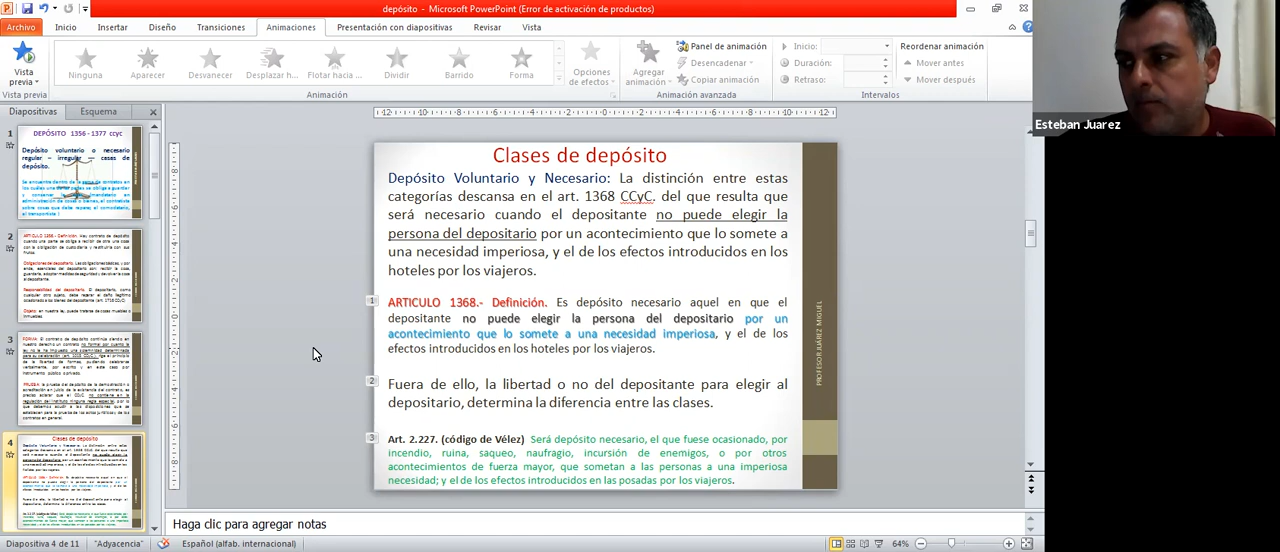 depósito - Microsoft PowerPoint (Error de activación de productos)
Archivo Inicio Insertar Diseño Transiciones Animaciones Presentación con diapositivas Revisar Vista
Vista previa
Vista previa
Ninguna Aparecer Desvanecer Desplazar h... Flotar hacia ... Dividir Barrido Forma
Animación
Opciones de efectos
Agregar animación
Panel de animación
Desencadenar
Copiar animación
Animación avanzada
Inicio:
Duración:
Retraso:
Intervalos
Reordenar animación
Mover antes
Mover después
Esteban Juarez
Diapositivas Esquema
1
DEPÓSITO 1356 - 1377 ccyc
Depósito voluntario o necesario
regular – irregular — casas de
depósito.
2
3
4
Clases de depósito
Clases de depósito
Depósito Voluntario y Necesario: La distinción entre estas
categorías descansa en el art. 1368 CCyC. del que resulta que
será necesario cuando el depositante no puede elegir la
persona del depositario por un acontecimiento que lo somete a
una necesidad imperiosa, y el de los efectos introducidos en los
hoteles por los viajeros.
1
ARTICULO 1368.- Definición. Es depósito necesario aquel en que el
depositante no puede elegir la persona del depositario por un
acontecimiento que lo somete a una necesidad imperiosa, y el de los
efectos introducidos en los hoteles por los viajeros.
2
Fuera de ello, la libertad o no del depositante para elegir al
depositario, determina la diferencia entre las clases.
3
Art. 2.227. (código de Vélez) Será depósito necesario, el que fuese ocasionado, por
incendio, ruina, saqueo, naufragio, incursión de enemigos, o por otros
acontecimientos de fuerza mayor, que sometan a las personas a una imperiosa
necesidad; y el de los efectos introducidos en las posadas por los viajeros.
PROFESOR JUÁREZ MIGUEL
Haga clic para agregar notas
Diapositiva 4 de 11 "Adyacencia" Español (alfab. internacional) 64%